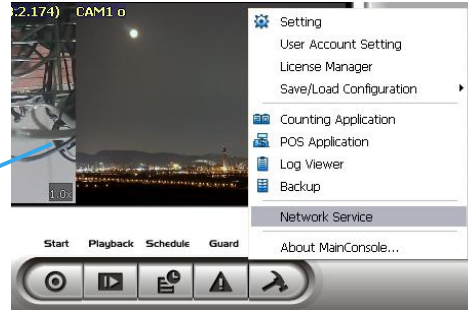 .2.174) CAM1 o
1.0x
Setting
User Account Setting
License Manager
Save/Load Configuration
Counting Application
POS Application
Log Viewer
Backup
Network Service
About MainConsole...
Start Playback Schedule Guard